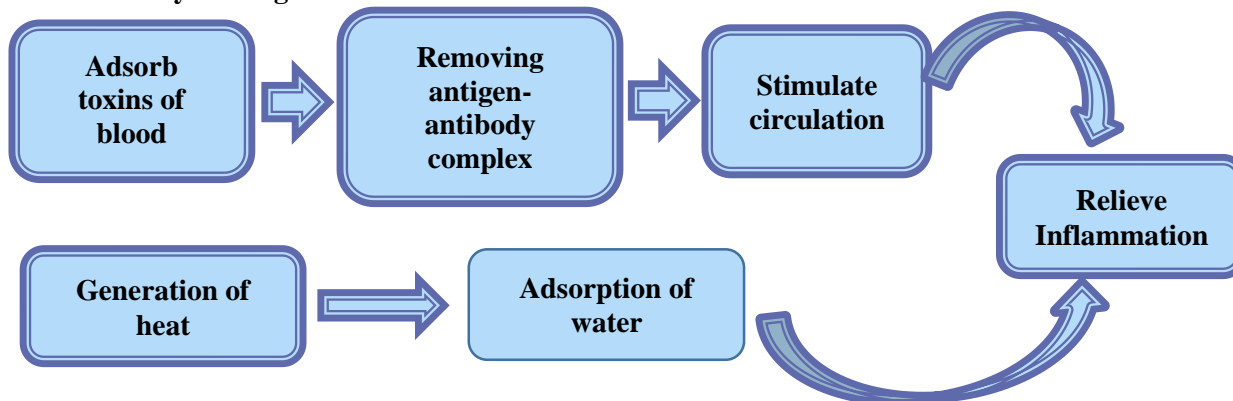 Adsorb
toxins of
blood
Removing
antigen-
antibody
complex
Stimulate
circulation
Relieve
Inflammation
Generation of
heat
Adsorption of
water